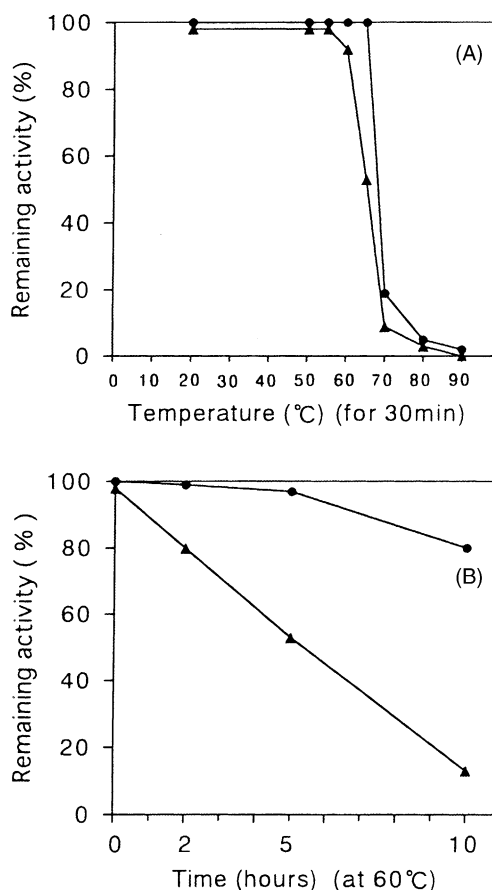 100
(A)
80
60
40
20
0
Remaining activity (%)
0 10 20 30 40 50 60 70 80 90
Temperature (℃) (for 30min)
100
80
(B)
60
40
20
0
Remaining activity ( % )
0 2 5 10
Time (hours) (at 60℃)